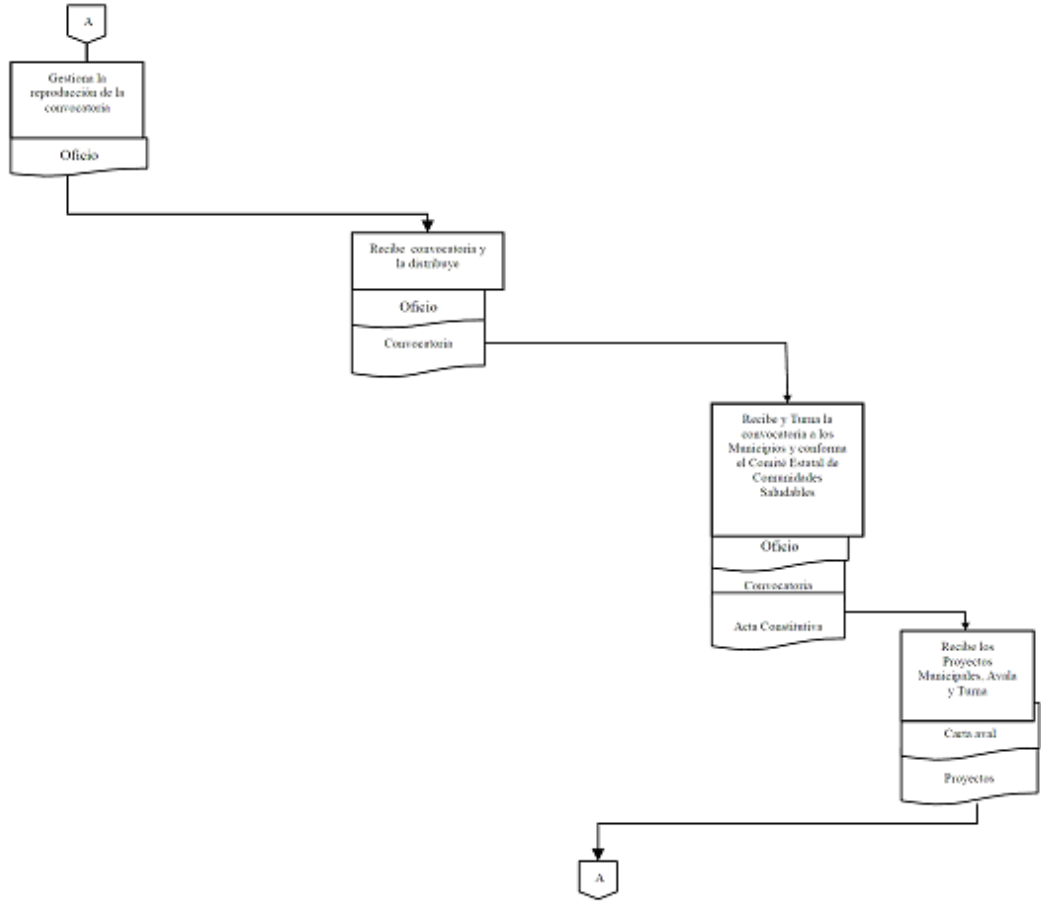 A
Gestiona la
reproducción de la
convocatoria
Oficio
Recibe convocatoria y
la distribuye
Oficio
Convocatoria
Recibe y Turna la
convocatoria a los
Municipios y conforma
el Comité Estatal de
Comunidades
Saludables
Oficio
Convocatoria
Acta Constitutiva
Recibe los
Proyectos
Municipales, Avala
y Turna
Carta aval
Proyectos
A